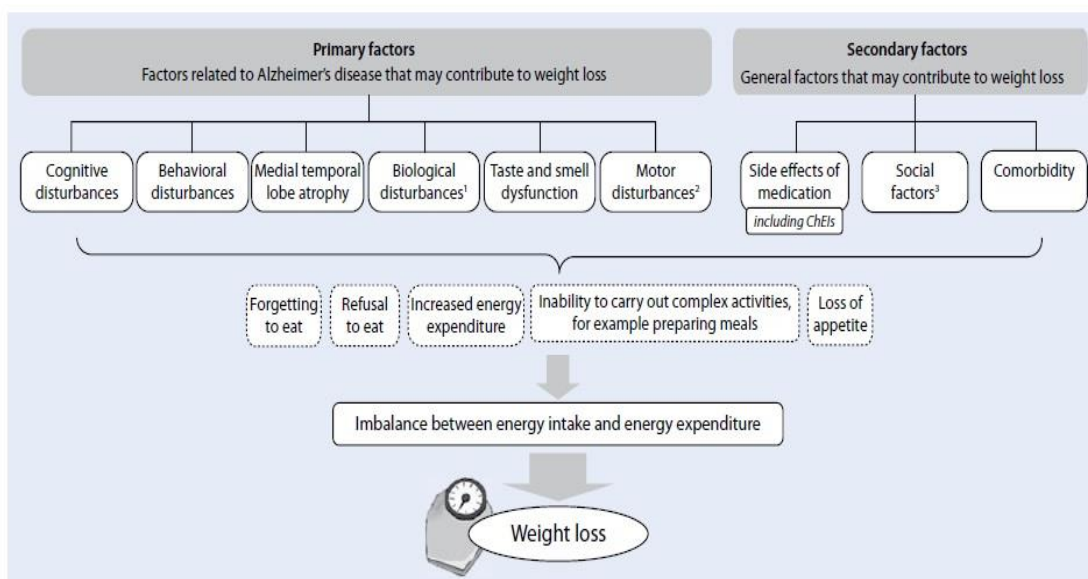 Primary factors
Factors related to Alzheimer's disease that may contribute to weight loss
Secondary factors
General factors that may contribute to weight loss
Cognitive
disturbances
Behavioral
disturbances
Medial temporal
lobe atrophy
Biological
disturbances¹
Taste and smell
dysfunction
Motor
disturbances²
Side effects of
medication
including ChEIs
Social
factors³
Comorbidity
Forgetting
to eat
Refusal
to eat
Increased energy
expenditure
Inability to carry out complex activities,
for example preparing meals
Loss of
appetite
Imbalance between energy intake and energy expenditure
Weight loss